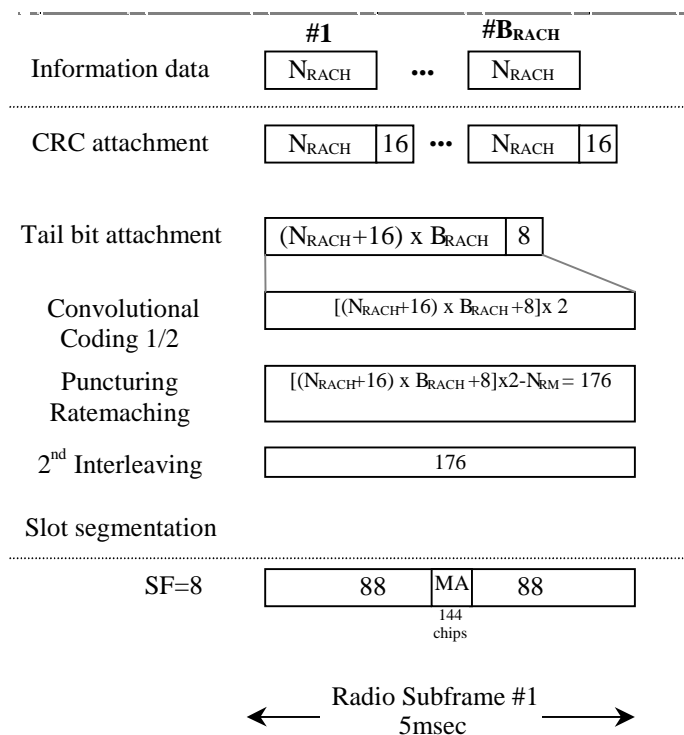 #1 #BRACH
Information data NRACH ... NRACH
CRC attachment NRACH 16 ... NRACH 16
Tail bit attachment (NRACH+16) x BRACH 8
Convolutional
Coding 1/2
[(NRACH+16) x BRACH +8]x 2
Puncturing
Ratemaching
[(NRACH+16) x BRACH +8]x2-NRM = 176
2nd Interleaving 176
Slot segmentation
SF=8 88 MA 88
144
chips
Radio Subframe #1
5msec